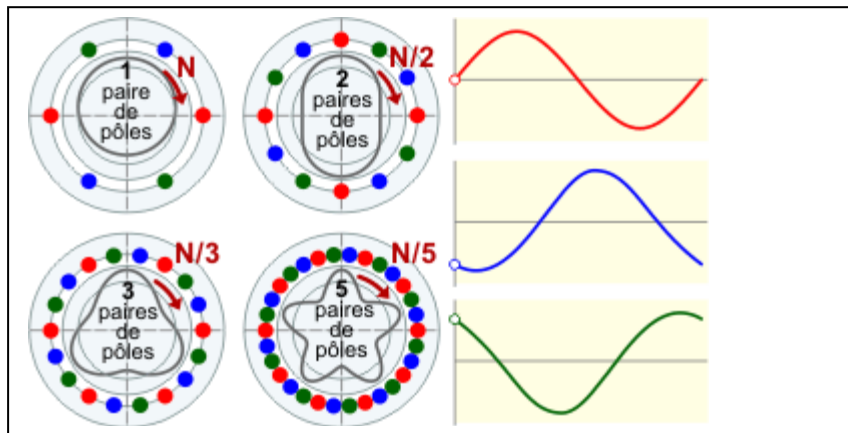 1
paire
de
pôles
N
2
paires
de
pôles
N/2
3
paires
de
pôles
N/3
5
paires
de
pôles
N/5